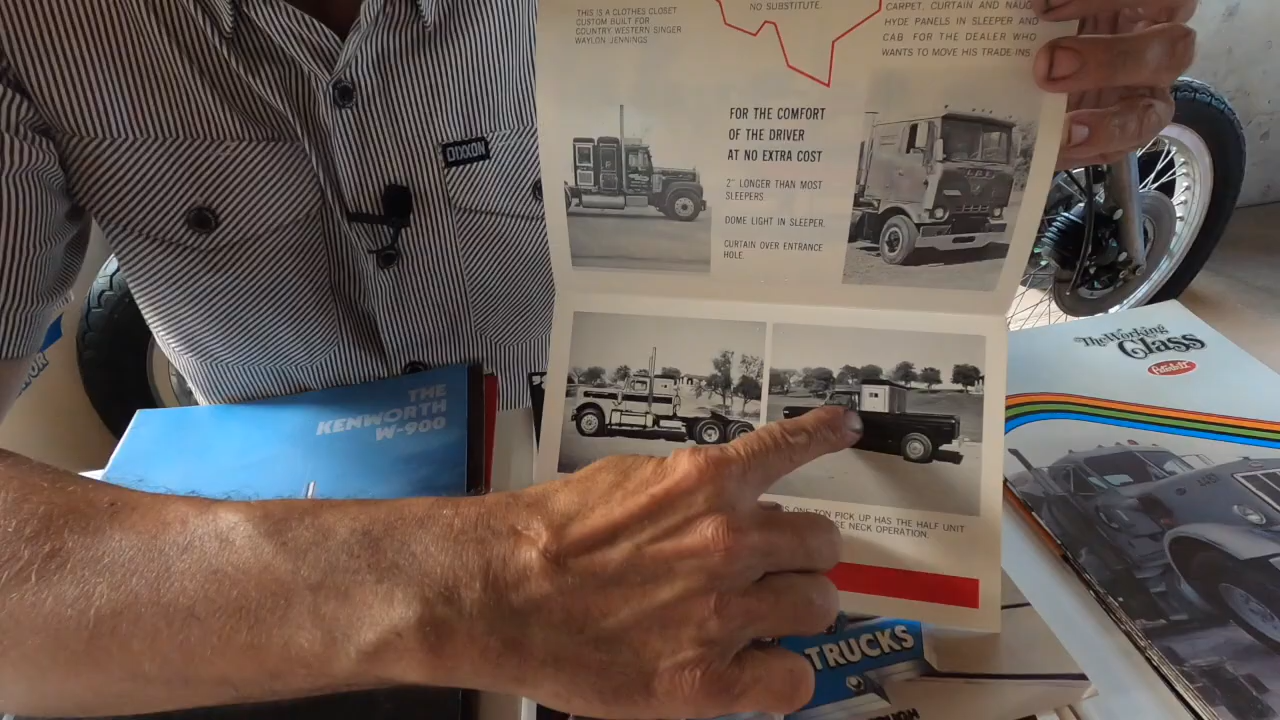 THIS IS A CLOTHES CLOSET
CUSTOM BUILT FOR
COUNTRY WESTERN SINGER
WAYLON JENNINGS
NO SUBSTITUTE.
CARPET, CURTAIN AND NAUG
HYDE PANELS IN SLEEPER AND
CAB FOR THE DEALER WHO
WANTS TO MOVE HIS TRADE-INS.
FOR THE COMFORT
OF THE DRIVER
AT NO EXTRA COST
2" LONGER THAN MOST
SLEEPERS.
DOME LIGHT IN SLEEPER.
CURTAIN OVER ENTRANCE
HOLE.
ONE TON PICK UP HAS THE HALF UNIT
NECK OPERATION.
DIXXON
THE
KENWORTH
W-900
The Working
Class
Peterbilt
TRUCKS